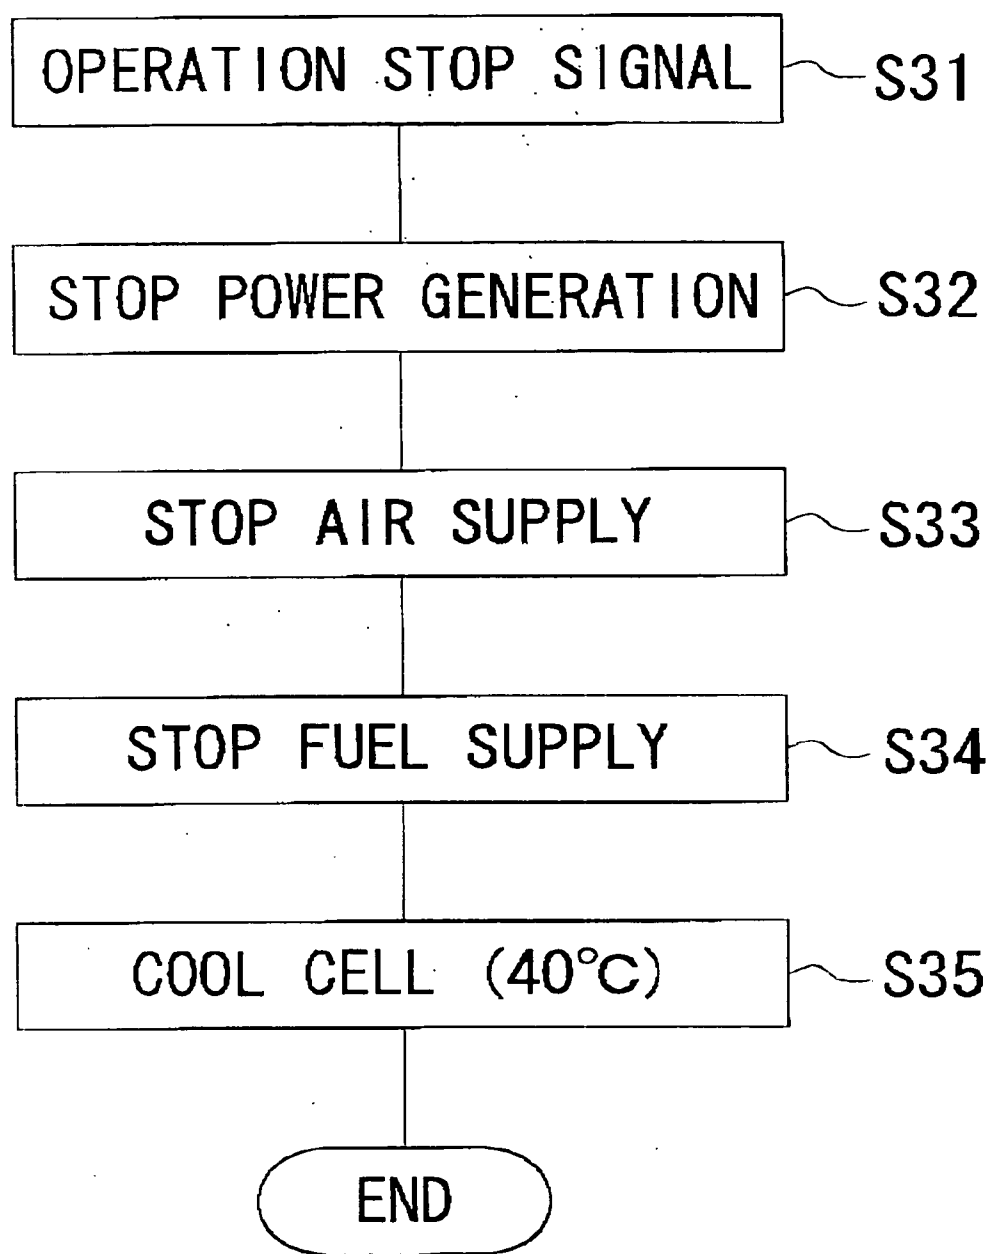 OPERATION STOP SIGNAL S31
STOP POWER GENERATION S32
STOP AIR SUPPLY S33
STOP FUEL SUPPLY S34
COOL CELL (40°C) S35
END